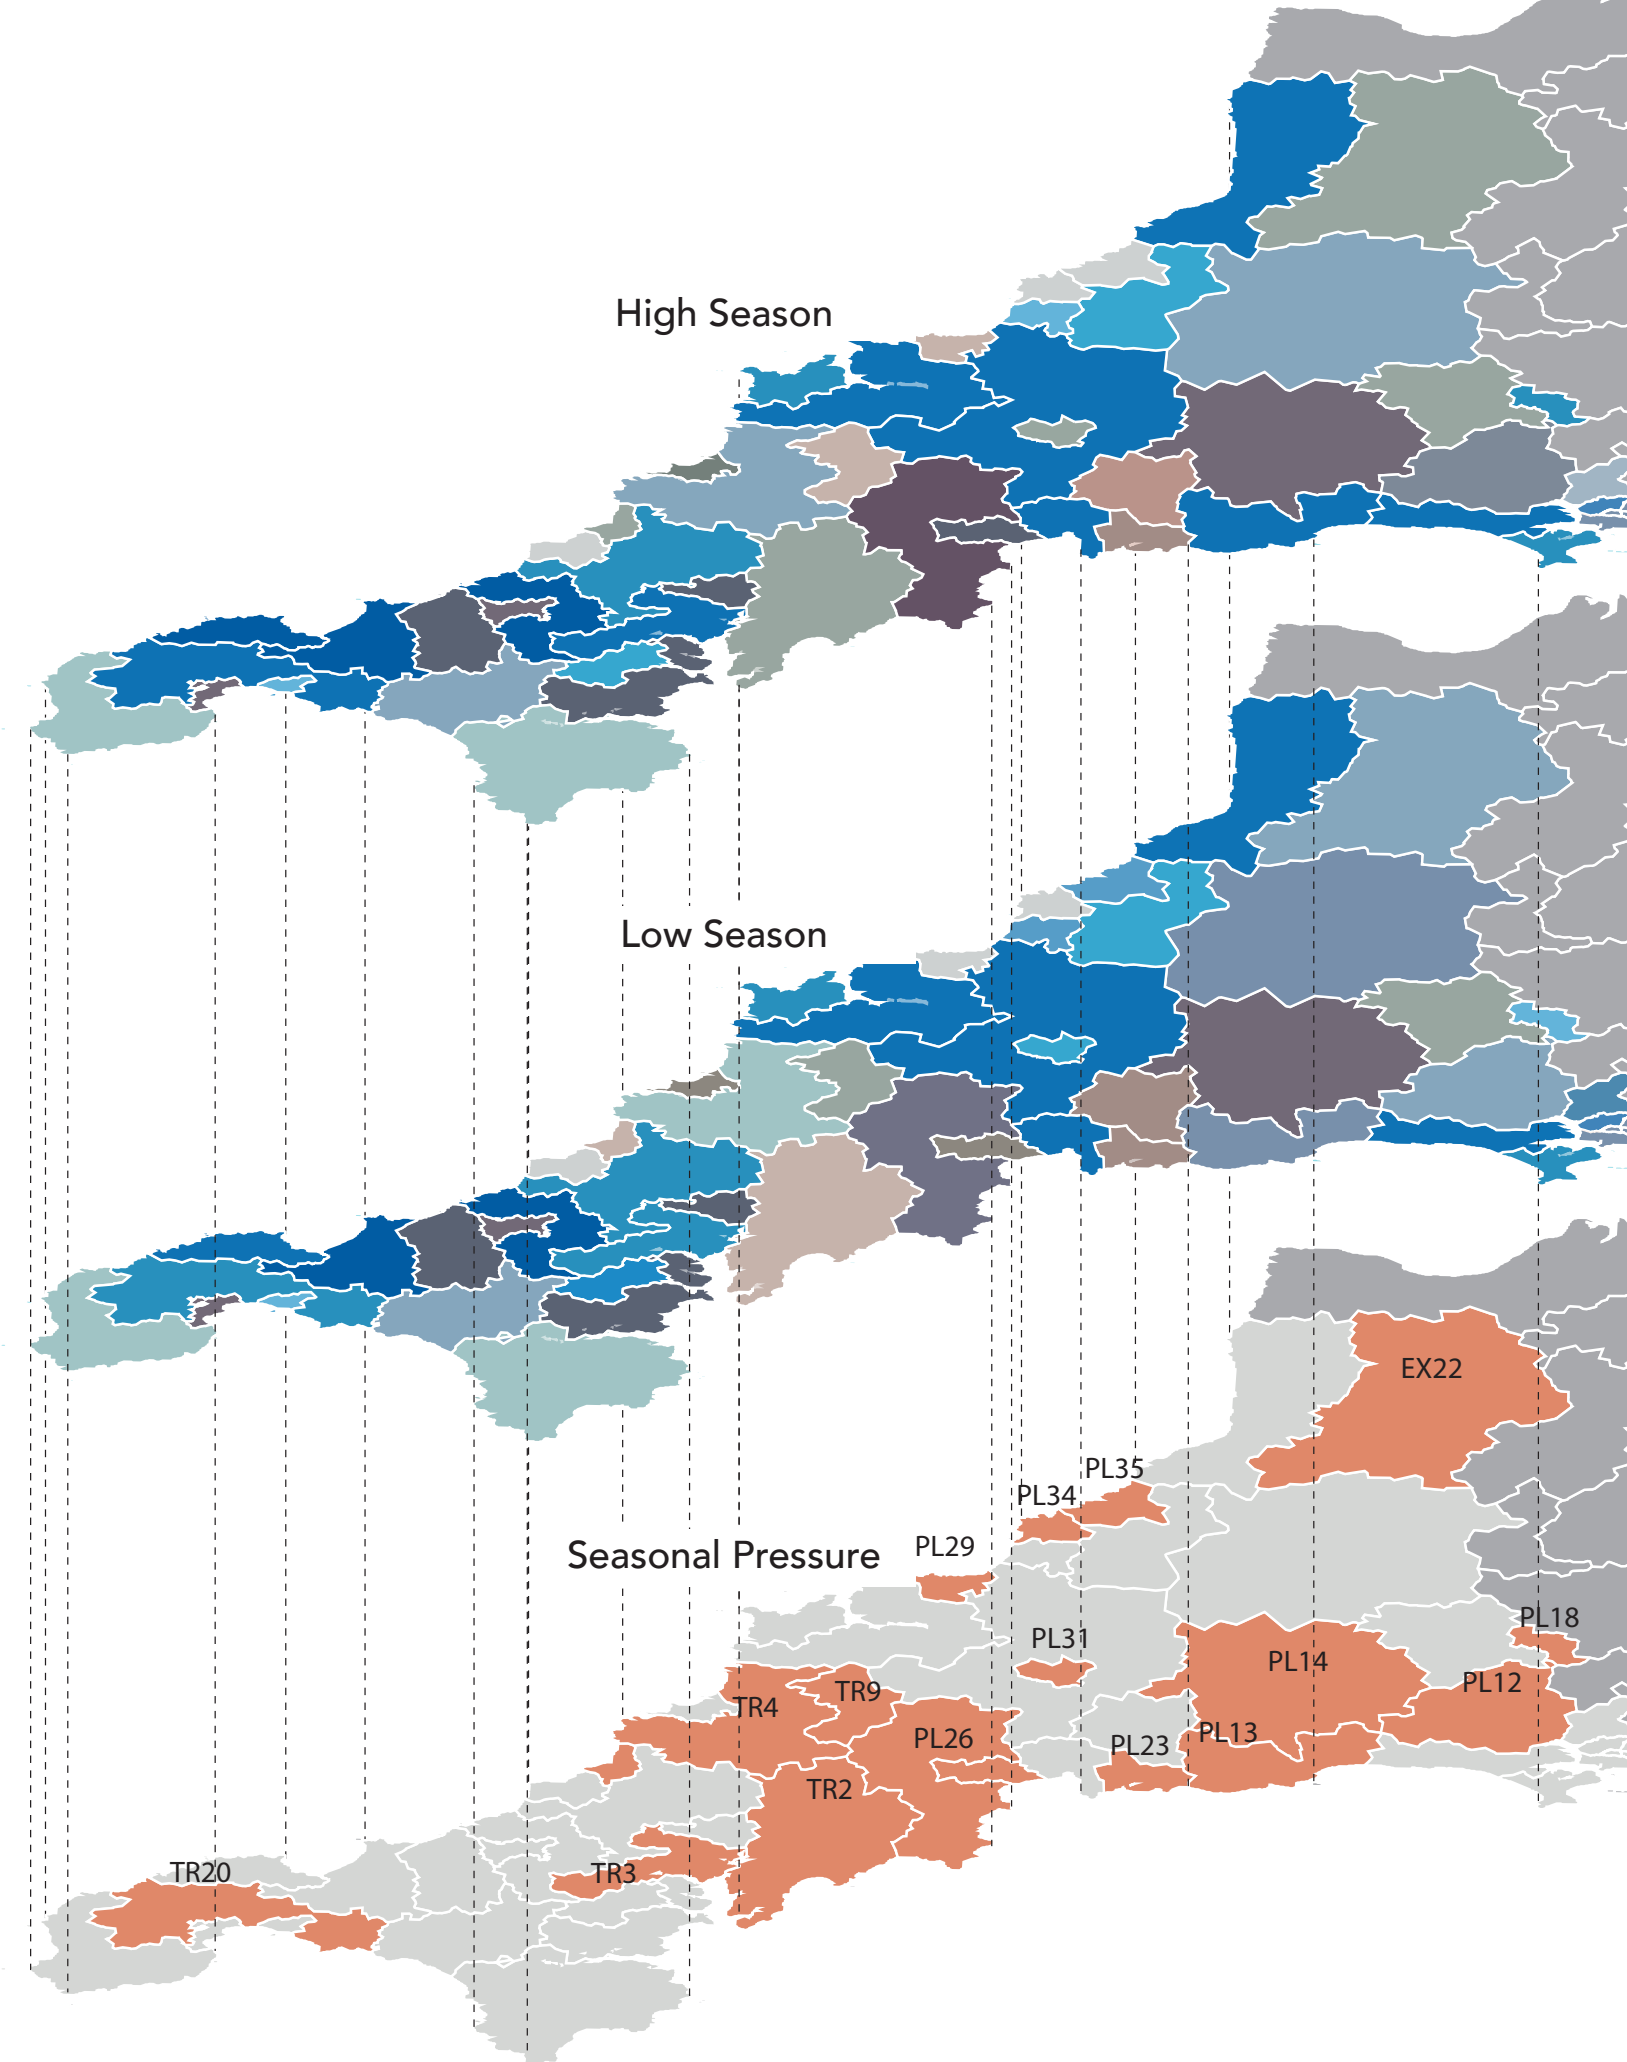 High Season
Low Season
EX22
PL35
PL34
PL29
Seasonal Pressure
PL18
PL31
PL14
PL12
TR9
TR4
PL13
PL26
PL23
TR2
TR20
TR3